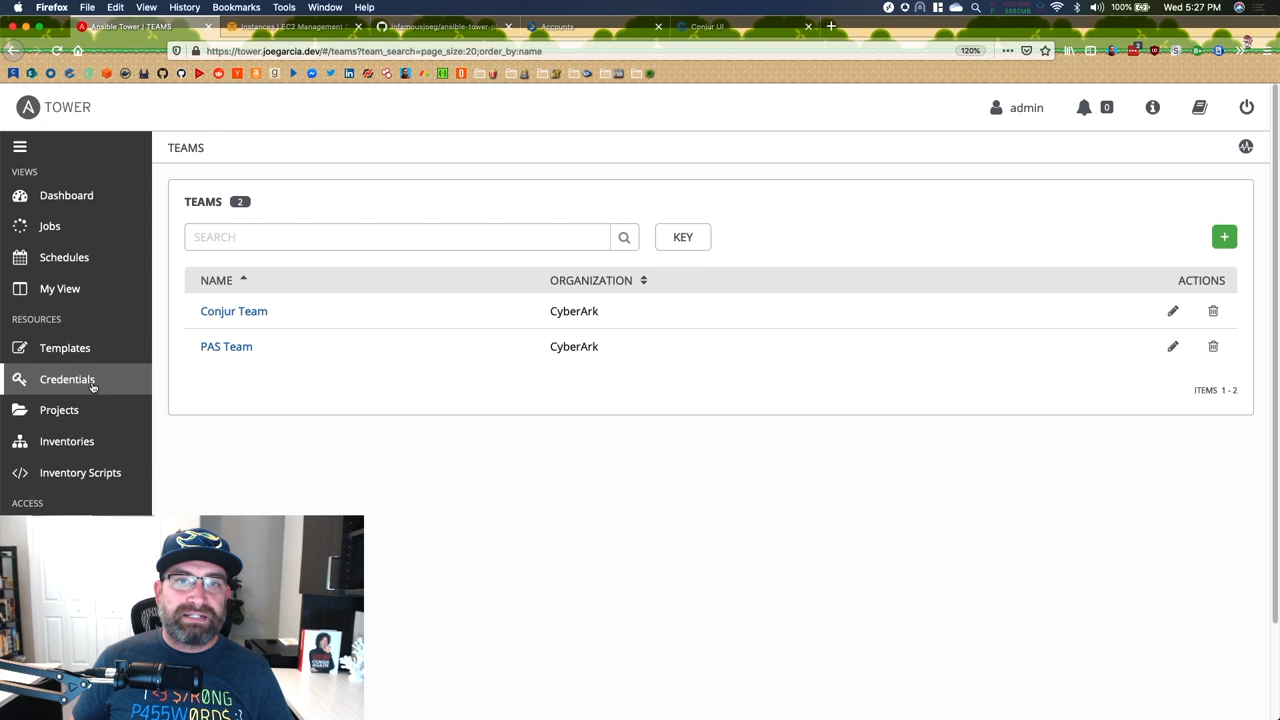 Firefox File Edit View History Bookmarks Tools Window Help
5680MB
100% Wed 5:27 PM
Ansible Tower | TEAMS
Instances | EC2 Management
infamousjoeg/ansible-tower-p
Accounts
Conjur UI
https://tower.joegarcia.dev/#/teams?team_search=page_size:20;order_by:name
120%
TOWER
admin
0
VIEWS
TEAMS
Dashboard
Jobs
Schedules
My View
RESOURCES
Templates
Credentials
Projects
Inventories
Inventory Scripts
ACCESS
TEAMS 2
SEARCH
KEY
+
NAME ORGANIZATION ACTIONS
Conjur Team CyberArk
PAS Team CyberArk
ITEMS 1 - 2
P455W0RDS